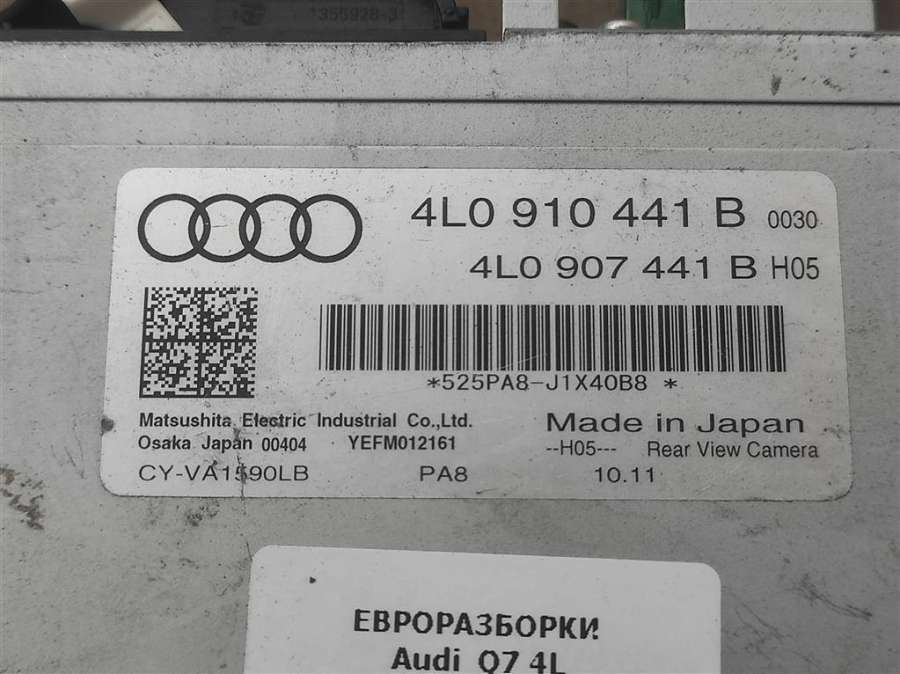 4L0 910 441 B 0030
4L0 907 441 B H05
*525PA8-J1X40B8 *
Matsushita Electric Industrial Co.,Ltd.
Made in Japan
Osaka Japan 00404 YEFM012161
--H05--- Rear View Camera
CY-VA1590LB PA8 10.11
ЕВРОРАЗБОРКИ
Audi Q7 4L